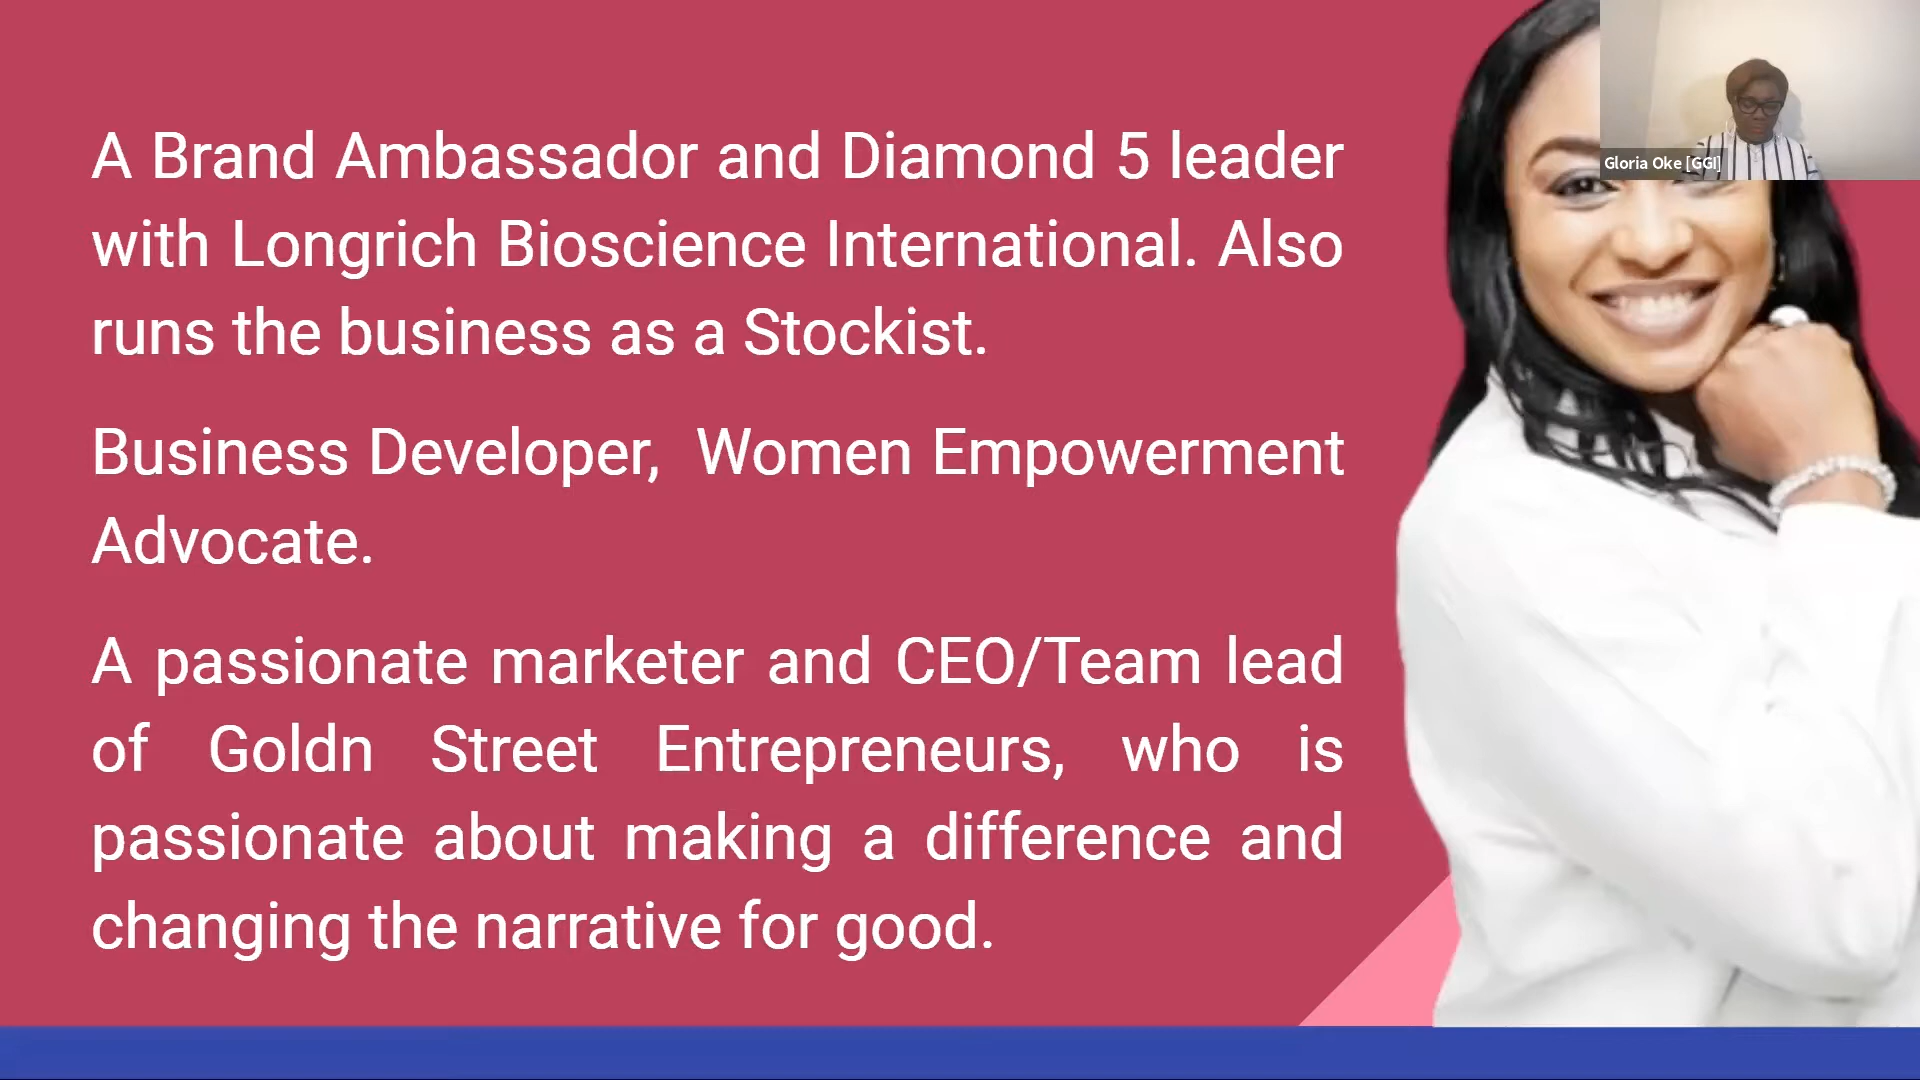 A Brand Ambassador and Diamond 5 leader
with Longrich Bioscience International. Also
runs the business as a Stockist.
Business Developer,  Women Empowerment
Advocate.
A passionate marketer and CEO/Team lead
of Goldn Street Entrepreneurs, who is
passionate about making a difference and
changing the narrative for good.
Gloria Oke [GGI]